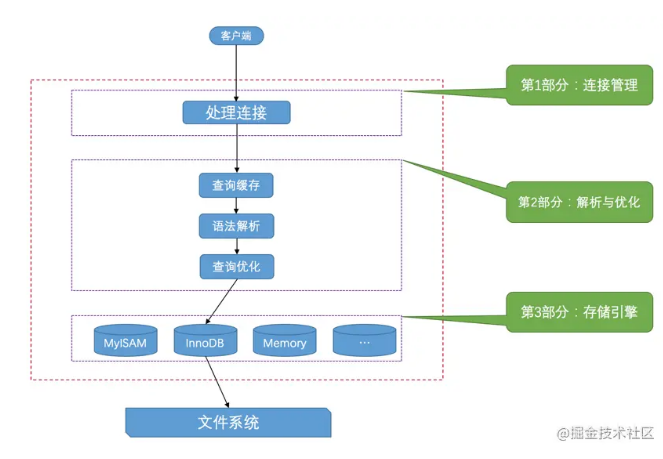 客户端
第1部分：连接管理
处理连接
查询缓存
第2部分：解析与优化
语法解析
查询优化
第3部分：存储引擎
MyISAM
InnoDB
Memory
…
文件系统
@掘金技术社区